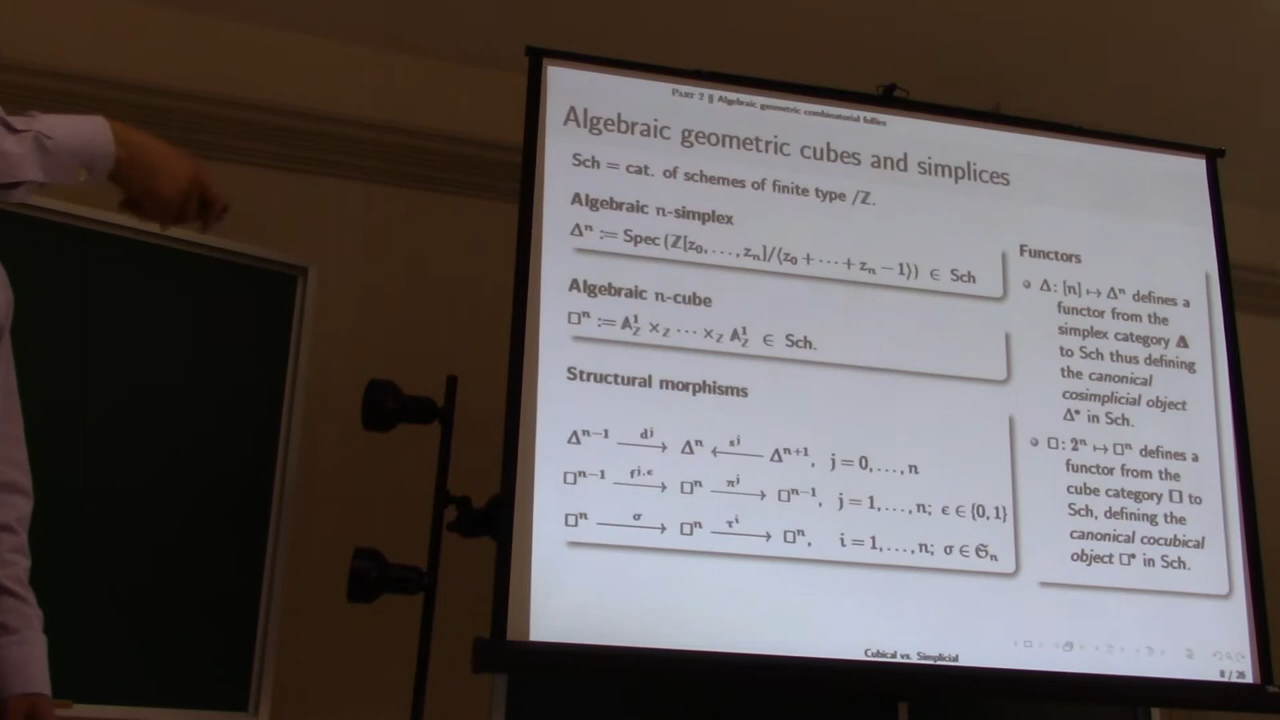 Part 2 || Algebraic geometric combinatorial follies
Algebraic geometric cubes and simplices
Sch = cat. of schemes of finite type /ℤ.
Algebraic n-simplex
Δⁿ := Spec (ℤ[z₀, …, zₙ]/(z₀ + ⋯ + zₙ − 1)) ∈ Sch
Algebraic n-cube
□ⁿ := A¹_ℤ ×_ℤ ⋯ ×_ℤ A¹_ℤ ∈ Sch.
Structural morphisms
Δⁿ⁻¹ —dʲ→ Δⁿ ←sʲ— Δⁿ⁺¹, j = 0, …, n
□ⁿ⁻¹ —fʲ,ᵋ→ □ⁿ —πʲ→ □ⁿ⁻¹, j = 1, …, n; ϵ ∈ {0, 1}
□ⁿ —σ→ □ⁿ —τⁱ→ □ⁿ, i = 1, …, n; σ ∈ 𝔖ₙ
Functors
• Δ: [n] ↦ Δⁿ defines a
functor from the
simplex category 𝚫
to Sch thus defining
the canonical
cosimplicial object
Δ• in Sch.
• □: 2ⁿ ↦ □ⁿ defines a
functor from the
cube category □ to
Sch, defining the
canonical cocubical
object □• in Sch.
Cubical vs. Simplicial
8 / 26